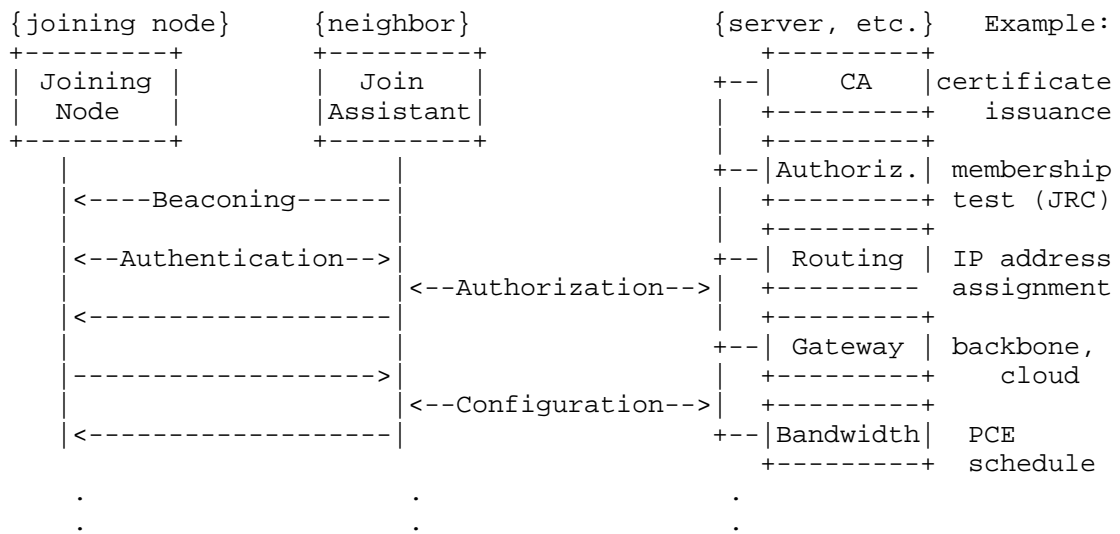 {joining node}     {neighbor}               {server, etc.}   Example:
+---------+        +---------+                 +---------+
| Joining |        |  Join   |              +--|    CA   |certificate
|  Node   |        |Assistant|              |  +---------+   issuance
+---------+        +---------+              |  +---------+
   |                    |                   +--|Authoriz.| membership
   |<----Beaconing------|                   |  +---------+ test (JRC)
   |                    |                   |  +---------+
   |<--Authentication-->|                   +--| Routing | IP address
   |                    |<--Authorization-->|  +---------  assignment
   |<-------------------|                   |  +---------+
   |                    |                   +--| Gateway | backbone,
   |------------------->|                   |  +---------+    cloud
   |                    |<--Configuration-->|  +---------+
   |<-------------------|                   +--|Bandwidth|  PCE
                                               +---------+  schedule
   .                    .                   .
   .                    .                   .